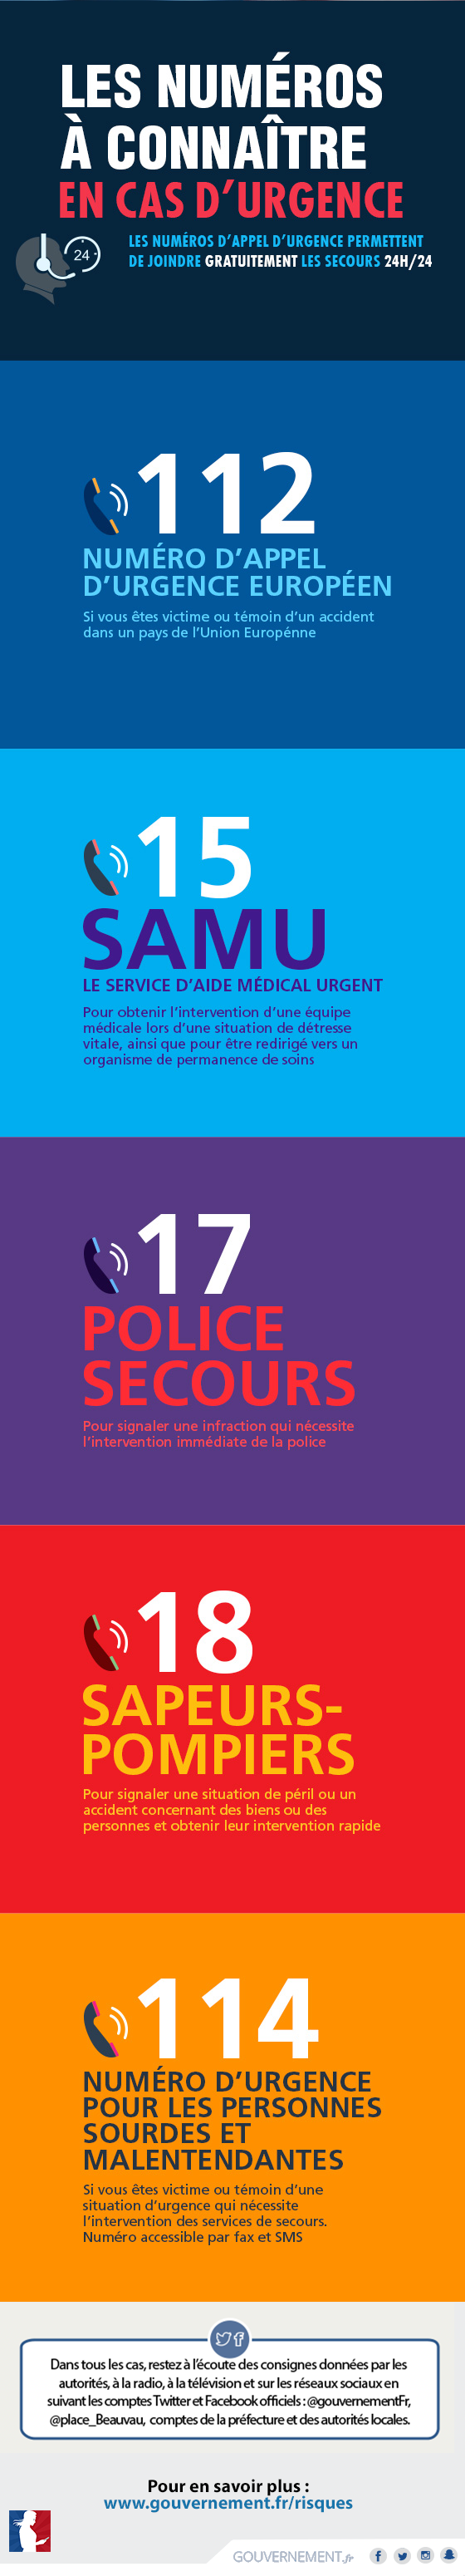 LES NUMÉROS
À CONNAÎTRE
EN CAS D'URGENCE
24
LES NUMÉROS D'APPEL D'URGENCE PERMETTENT
DE JOINDRE GRATUITEMENT LES SECOURS 24H/24
112
NUMÉRO D'APPEL
D'URGENCE EUROPÉEN
Si vous êtes victime ou témoin d'un accident
dans un pays de l'Union Europénne
15
SAMU
LE SERVICE D'AIDE MÉDICAL URGENT
Pour obtenir l'intervention d'une équipe
médicale lors d'une situation de détresse
vitale, ainsi que pour être redirigé vers un
organisme de permanence de soins
17
POLICE
SECOURS
Pour signaler une infraction qui nécessite
l'intervention immédiate de la police
18
SAPEURS-
POMPIERS
Pour signaler une situation de péril ou un
accident concernant des biens ou des
personnes et obtenir leur intervention rapide
114
NUMÉRO D'URGENCE
POUR LES PERSONNES
SOURDES ET
MALENTENDANTES
Si vous êtes victime ou témoin d'une
situation d'urgence qui nécessite
l'intervention des services de secours.
Numéro accessible par fax et SMS
Dans tous les cas, restez à l'écoute des consignes données par les
autorités, à la radio, à la télévision et sur les réseaux sociaux en
suivant les comptes Twitter et Facebook officiels : @gouvernementFr,
@place_Beauvau, comptes de la préfecture et des autorités locales.
Pour en savoir plus :
www.gouvernement.fr/risques
GOUVERNEMENT.fr